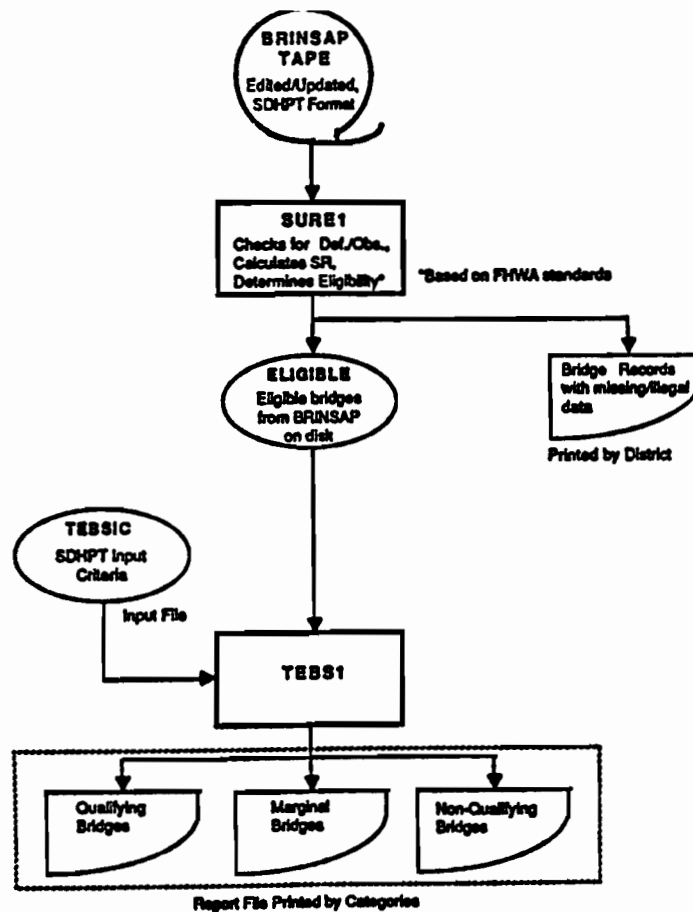 BRINSAP
TAPE
Edited/Updated,
SDHPT Format
SURE1
Checks for Def./Obs.,
Calculates SR,
Determines Eligibility*
*Based on FHWA standards
ELIGIBLE
Eligible bridges
from BRINSAP
on disk
Bridge Records
with missing/illegal
data
Printed by District
TEBSIC
SDHPT Input
Criteria
Input File
TEBS1
Qualifying
Bridges
Marginal
Bridges
Non-Qualifying
Bridges
Report File Printed by Categories